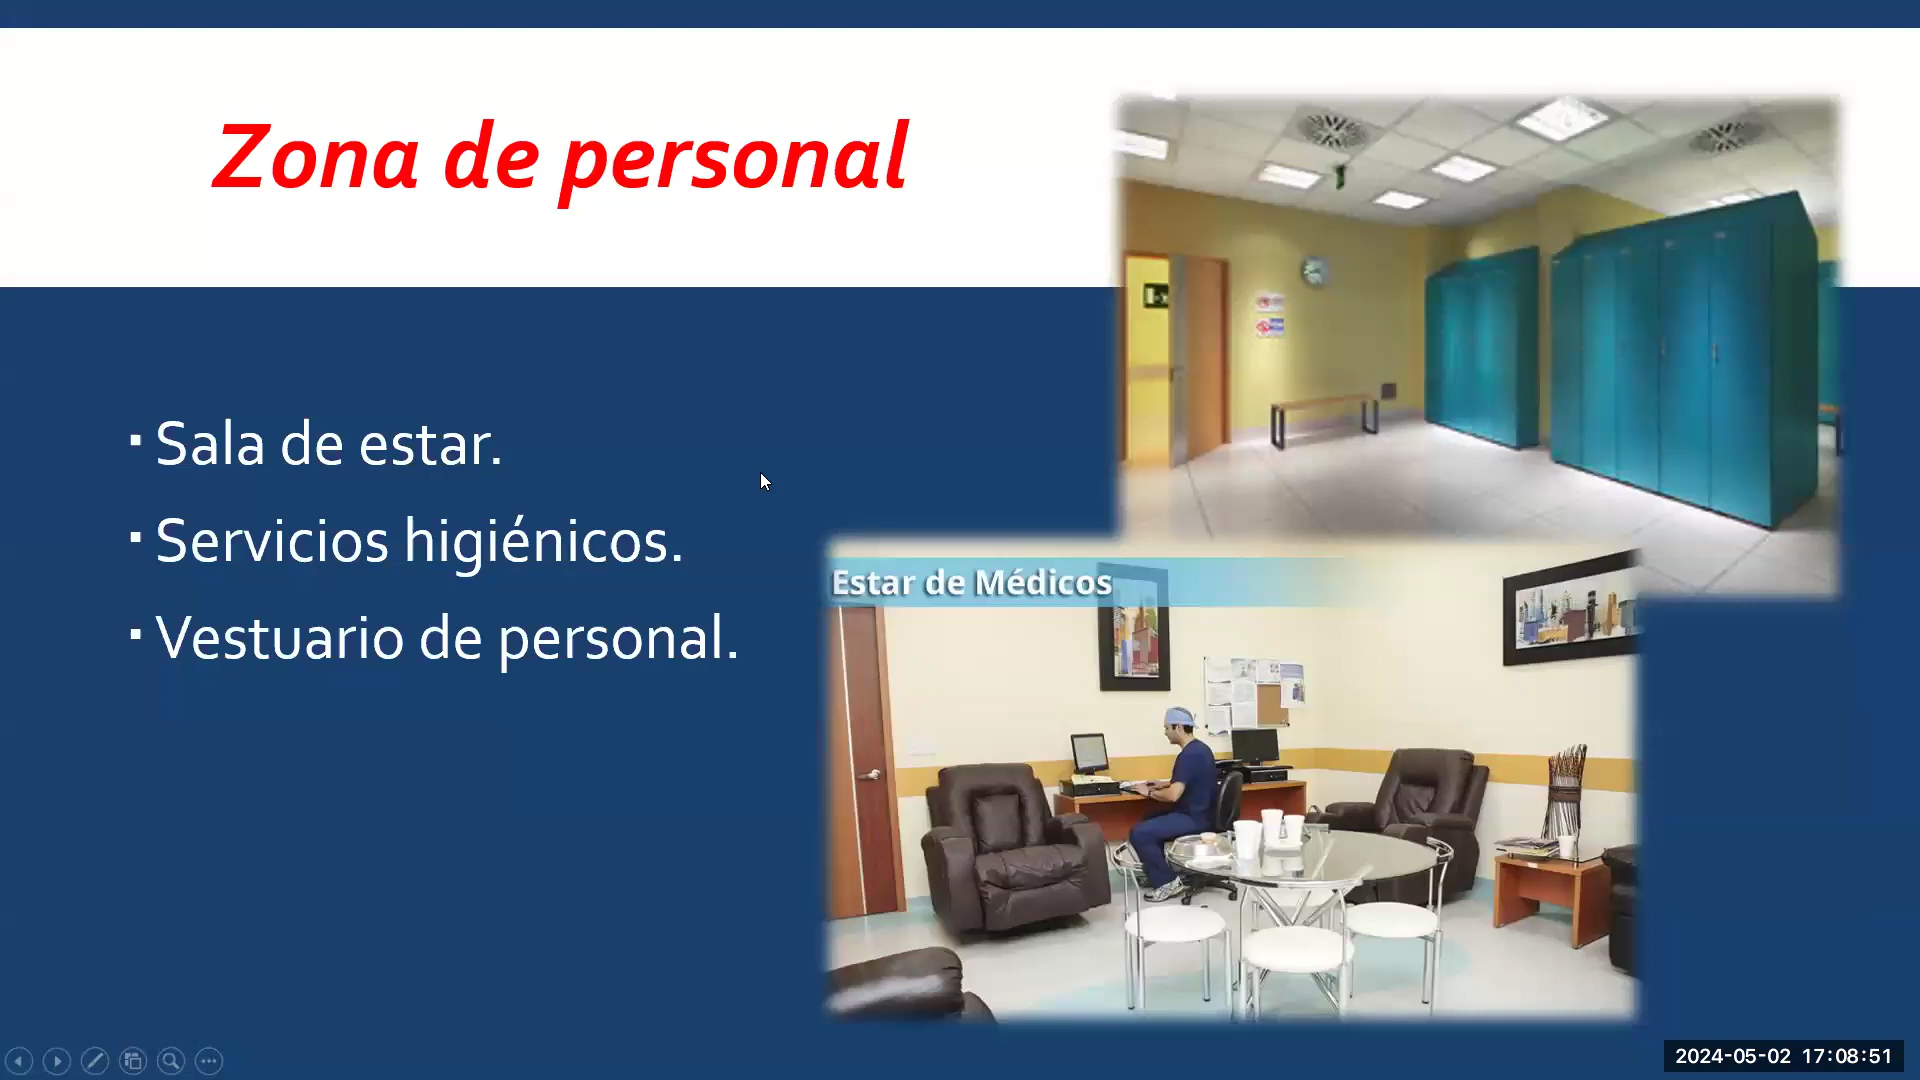 Zona de personal
▪ Sala de estar.
▪ Servicios higiénicos.
▪ Vestuario de personal.
Estar de Médicos
2024-05-02 17:08:51